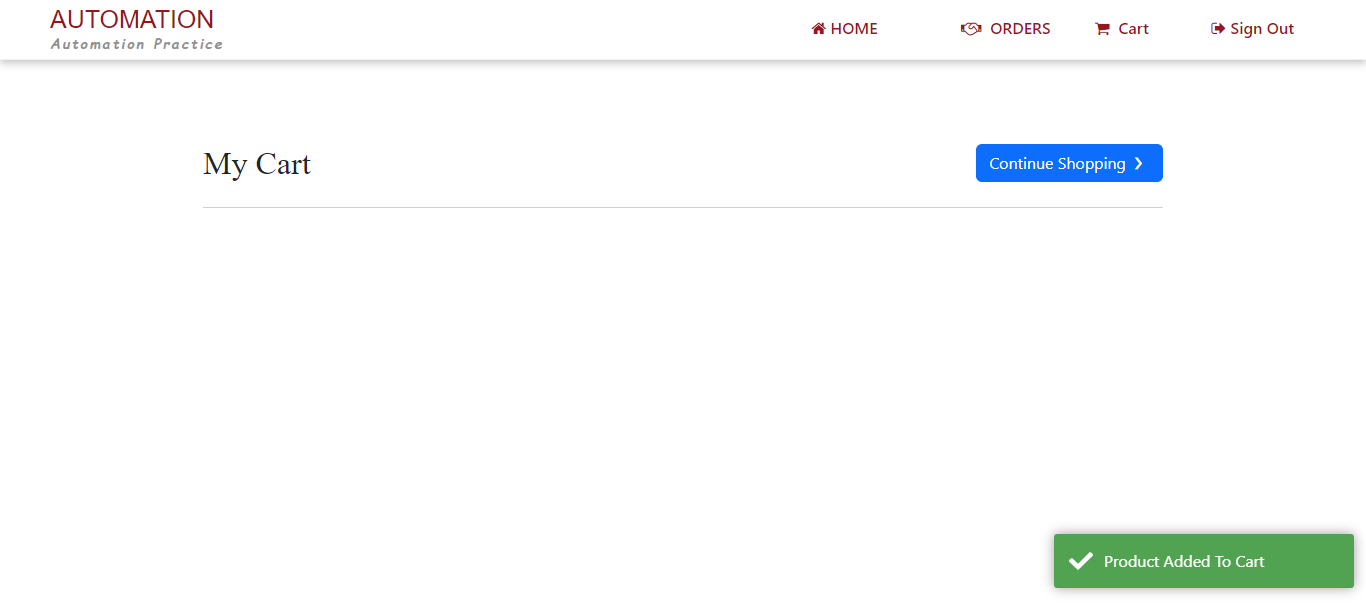 AUTOMATION
Automation Practice
HOME
ORDERS
Cart
Sign Out
My Cart
Continue Shopping ❯
Product Added To Cart